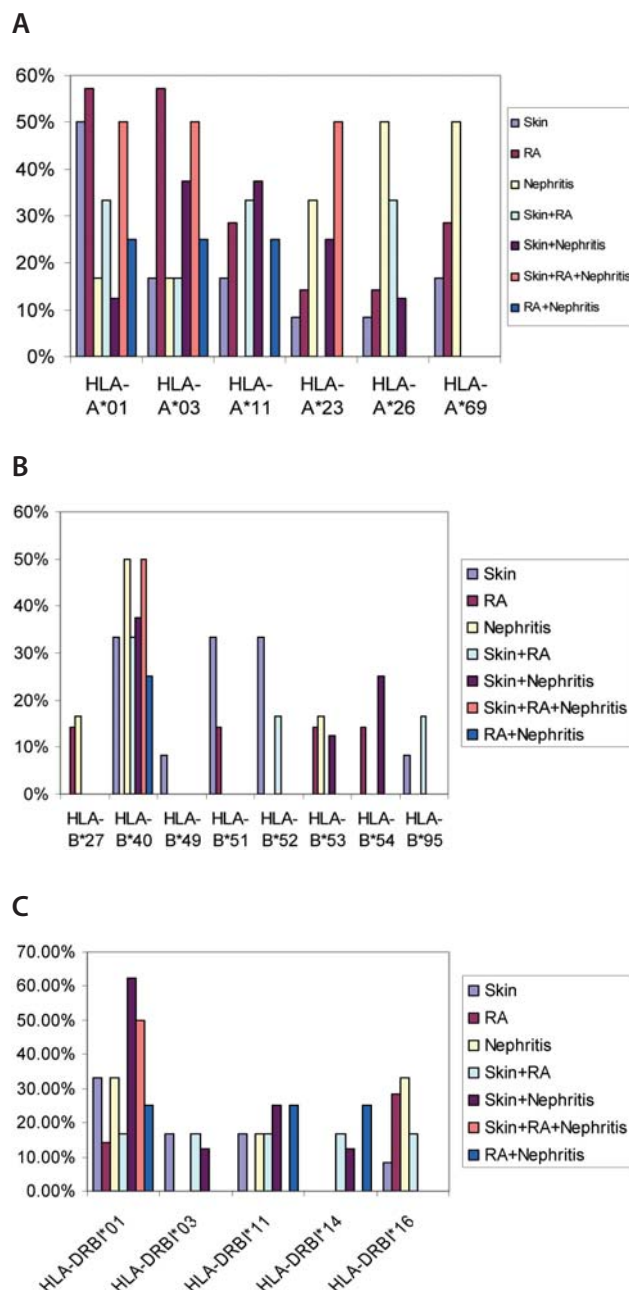 A
60%
50%
40%
30%
20%
10%
0%
HLA-
A*01
HLA-
A*03
HLA-
A*11
HLA-
A*23
HLA-
A*26
HLA-
A*69
Skin
RA
Nephritis
Skin+RA
Skin+Nephritis
Skin+RA+Nephritis
RA+Nephritis
B
60%
50%
40%
30%
20%
10%
0%
HLA-
B*27
HLA-
B*40
HLA-
B*49
HLA-
B*51
HLA-
B*52
HLA-
B*53
HLA-
B*54
HLA-
B*95
Skin
RA
Nephritis
Skin+RA
Skin+Nephritis
Skin+RA+Nephritis
RA+Nephritis
C
70.00%
60.00%
50.00%
40.00%
30.00%
20.00%
10.00%
0.00%
HLA-DRBI*01
HLA-DRBI*03
HLA-DRBI*11
HLA-DRBI*14
HLA-DRBI*16
Skin
RA
Nephritis
Skin+RA
Skin+Nephritis
Skin+RA+Nephritis
RA+Nephritis